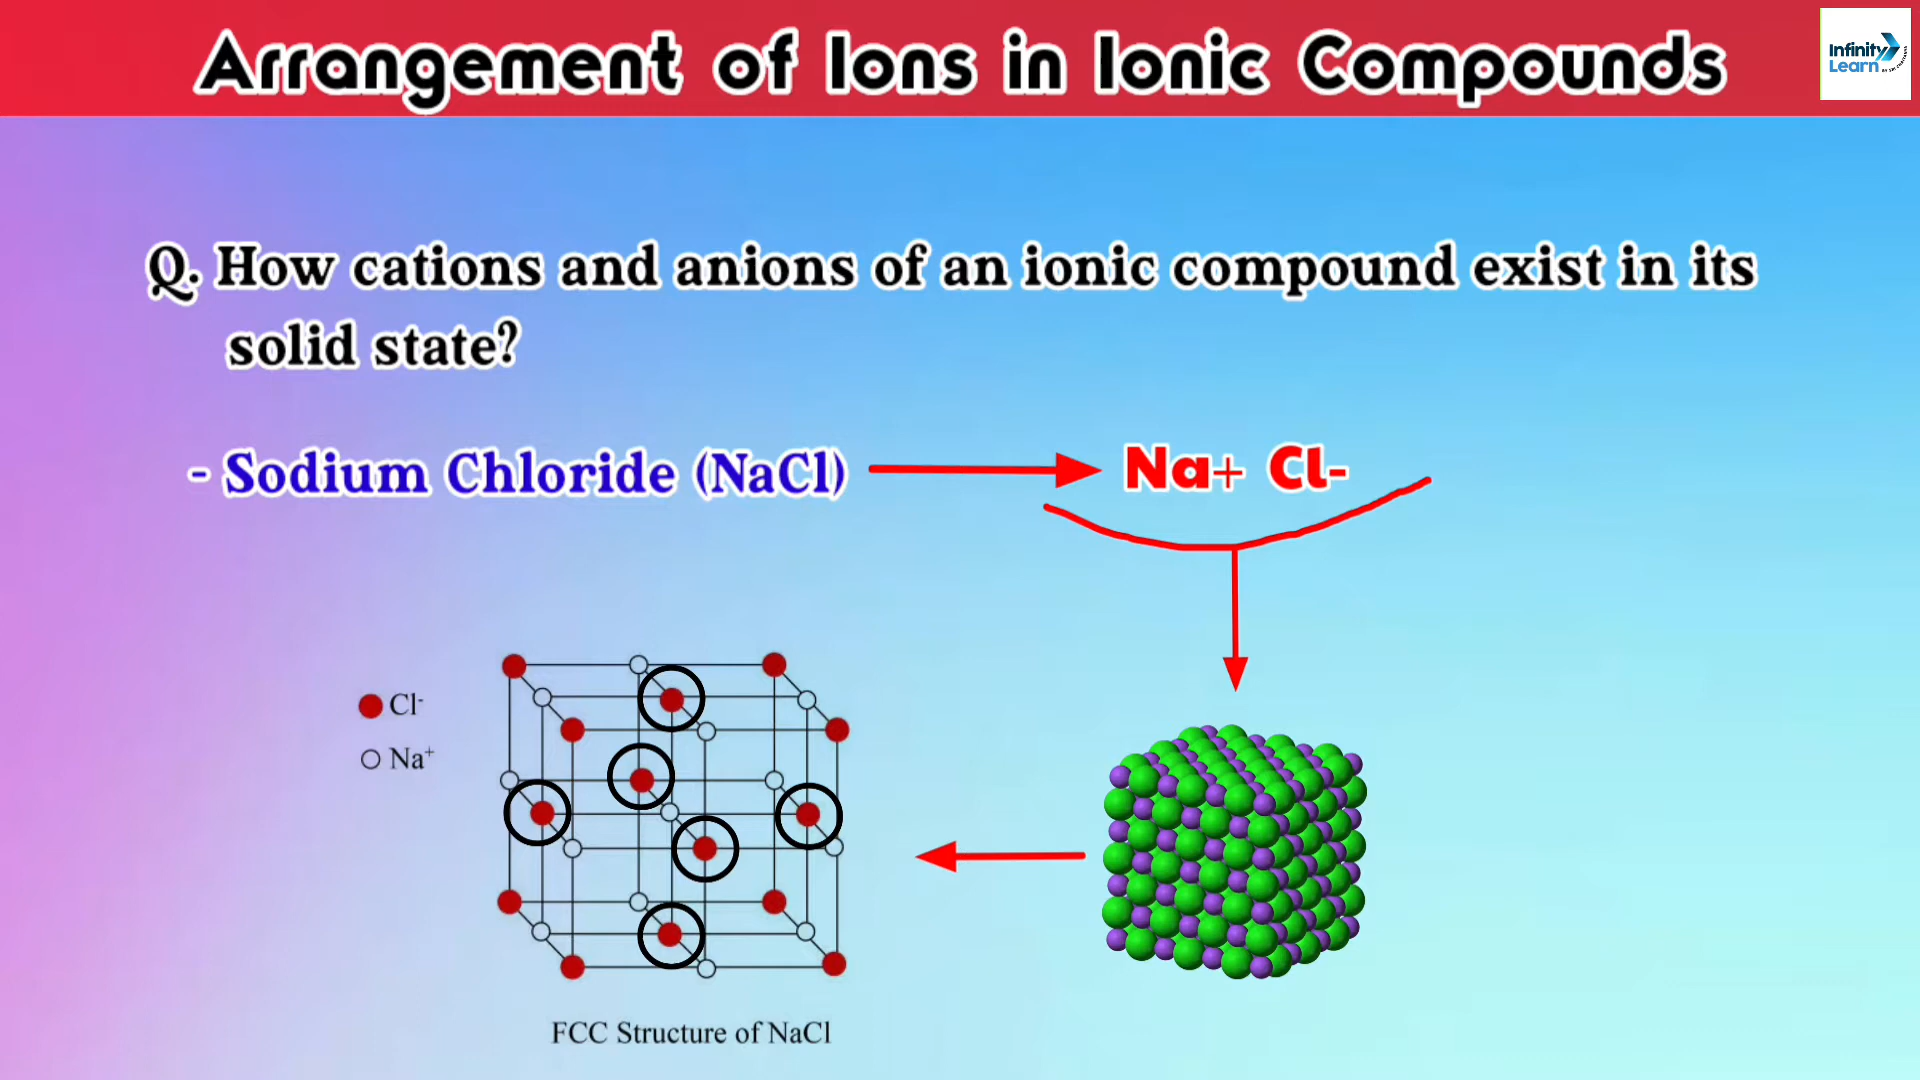 Arrangement of Ions in Ionic Compounds
Infinity
Learn
Q. How cations and anions of an ionic compound exist in its
solid state?
- Sodium Chloride (NaCl)
Na+ Cl-
Cl⁻
Na⁺
FCC Structure of NaCl